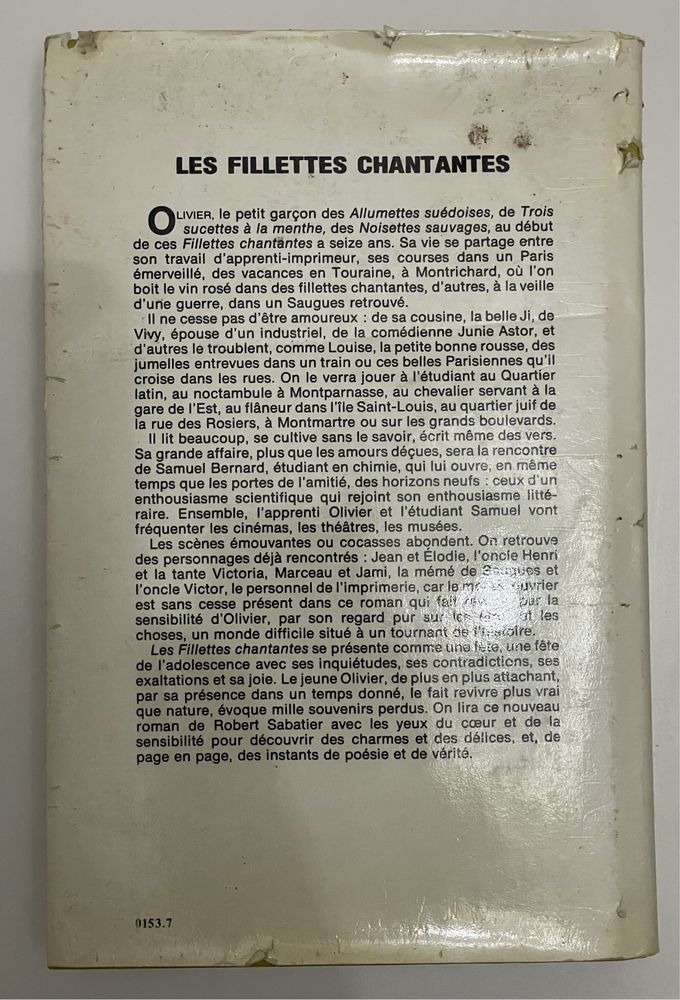 LES FILLETTES CHANTANTES
OLIVIER, le petit garçon des Allumettes suédoises, de Trois
sucettes à la menthe, des Noisettes sauvages, au début
de ces Fillettes chantantes a seize ans. Sa vie se partage entre
son travail d'apprenti-imprimeur, ses courses dans un Paris
émerveillé, des vacances en Touraine, à Montrichard, où l'on
boit le vin rosé dans des fillettes chantantes, d'autres, à la veille
d'une guerre, dans un Saugues retrouvé.
Il ne cesse pas d'être amoureux : de sa cousine, la belle Ji, de
Vivy, épouse d'un industriel, de la comédienne Junie Astor, et
d'autres le troublent, comme Louise, la petite bonne rousse, des
jumelles entrevues dans un train ou ces belles Parisiennes qu'il
croise dans les rues. On le verra jouer à l'étudiant au Quartier
latin, au noctambule à Montparnasse, au chevalier servant à la
gare de l'Est, au flâneur dans l'île Saint-Louis, au quartier juif de
la rue des Rosiers, à Montmartre ou sur les grands boulevards.
Il lit beaucoup, se cultive sans le savoir, écrit même des vers.
Sa grande affaire, plus que les amours déçues, sera la rencontre
de Samuel Bernard, étudiant en chimie, qui lui ouvre, en même
temps que les portes de l'amitié, des horizons neufs : ceux d'un
enthousiasme scientifique qui rejoint son enthousiasme litté-
raire. Ensemble, l'apprenti Olivier et l'étudiant Samuel vont
fréquenter les cinémas, les théâtres, les musées.
Les scènes émouvantes ou cocasses abondent. On retrouve
des personnages déjà rencontrés : Jean et Élodie, l'oncle Henri
et la tante Victoria, Marceau et Jami, la mémé de Saugues et
l'oncle Victor, le personnel de l'imprimerie, car le ouvrier
est sans cesse présent dans ce roman qui fait par la
sensibilité d'Olivier, par son regard pur sur les et les
choses, un monde difficile situé à un tournant de l'histoire.
Les Fillettes chantantes se présente comme une fête, une fête
de l'adolescence avec ses inquiétudes, ses contradictions, ses
exaltations et sa joie. Le jeune Olivier, de plus en plus attachant,
par sa présence dans un temps donné, le fait revivre plus vrai
que nature, évoque mille souvenirs perdus. On lira ce nouveau
roman de Robert Sabatier avec les yeux du cœur et de la
sensibilité pour découvrir des charmes et des délices, et, de
page en page, des instants de poésie et de vérité.
0153.7